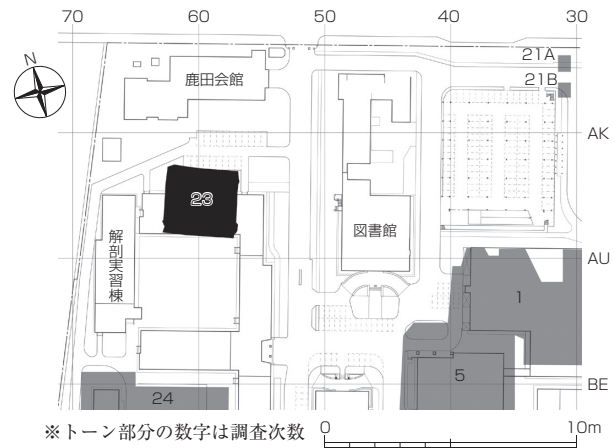 70 60 50 40 30
N
21A
21B
鹿田会館
AK
23
解剖実習棟
図書館
AU
1
5
24
BE
※トーン部分の数字は調査次数
0 10m